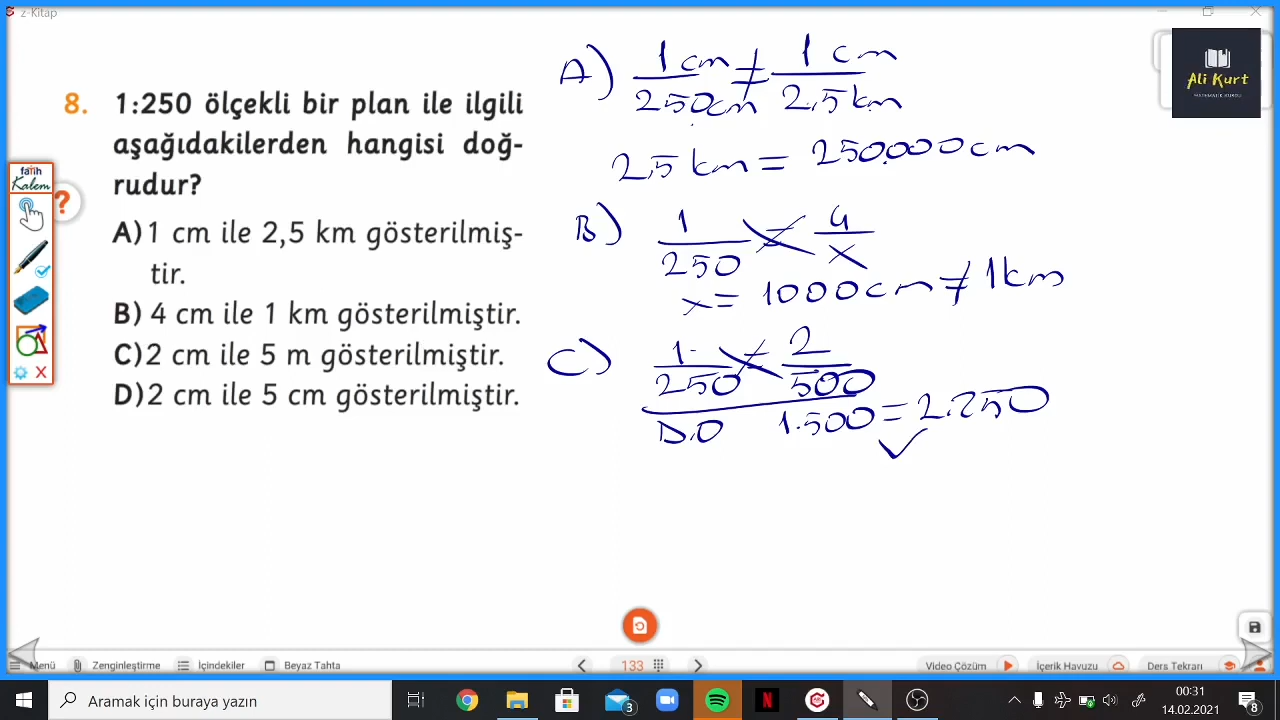 z-Kitap
8. 1:250 ölçekli bir plan ile ilgili
aşağıdakilerden hangisi doğ-
rudur?
A) 1 cm ile 2,5 km gösterilmiş-
tir.
B) 4 cm ile 1 km gösterilmiştir.
C) 2 cm ile 5 m gösterilmiştir.
D) 2 cm ile 5 cm gösterilmiştir.
fatih
Kalem
?
A) 1 cm / 250 cm ≠ 1 cm / 2,5 km
2,5 km = 250.000 cm
B) 1 / 250 = 4 / x
x = 1000 cm ≠ 1 km
C) 1 / 250 = 2 / 500
D.O 1.500 = 2.250
Ali Kurt
Menü Zenginleştirme İçindekiler Beyaz Tahta 133 Video Çözüm İçerik Havuzu Ders Tekrarı
Aramak için buraya yazın
3
00:31
14.02.2021
8